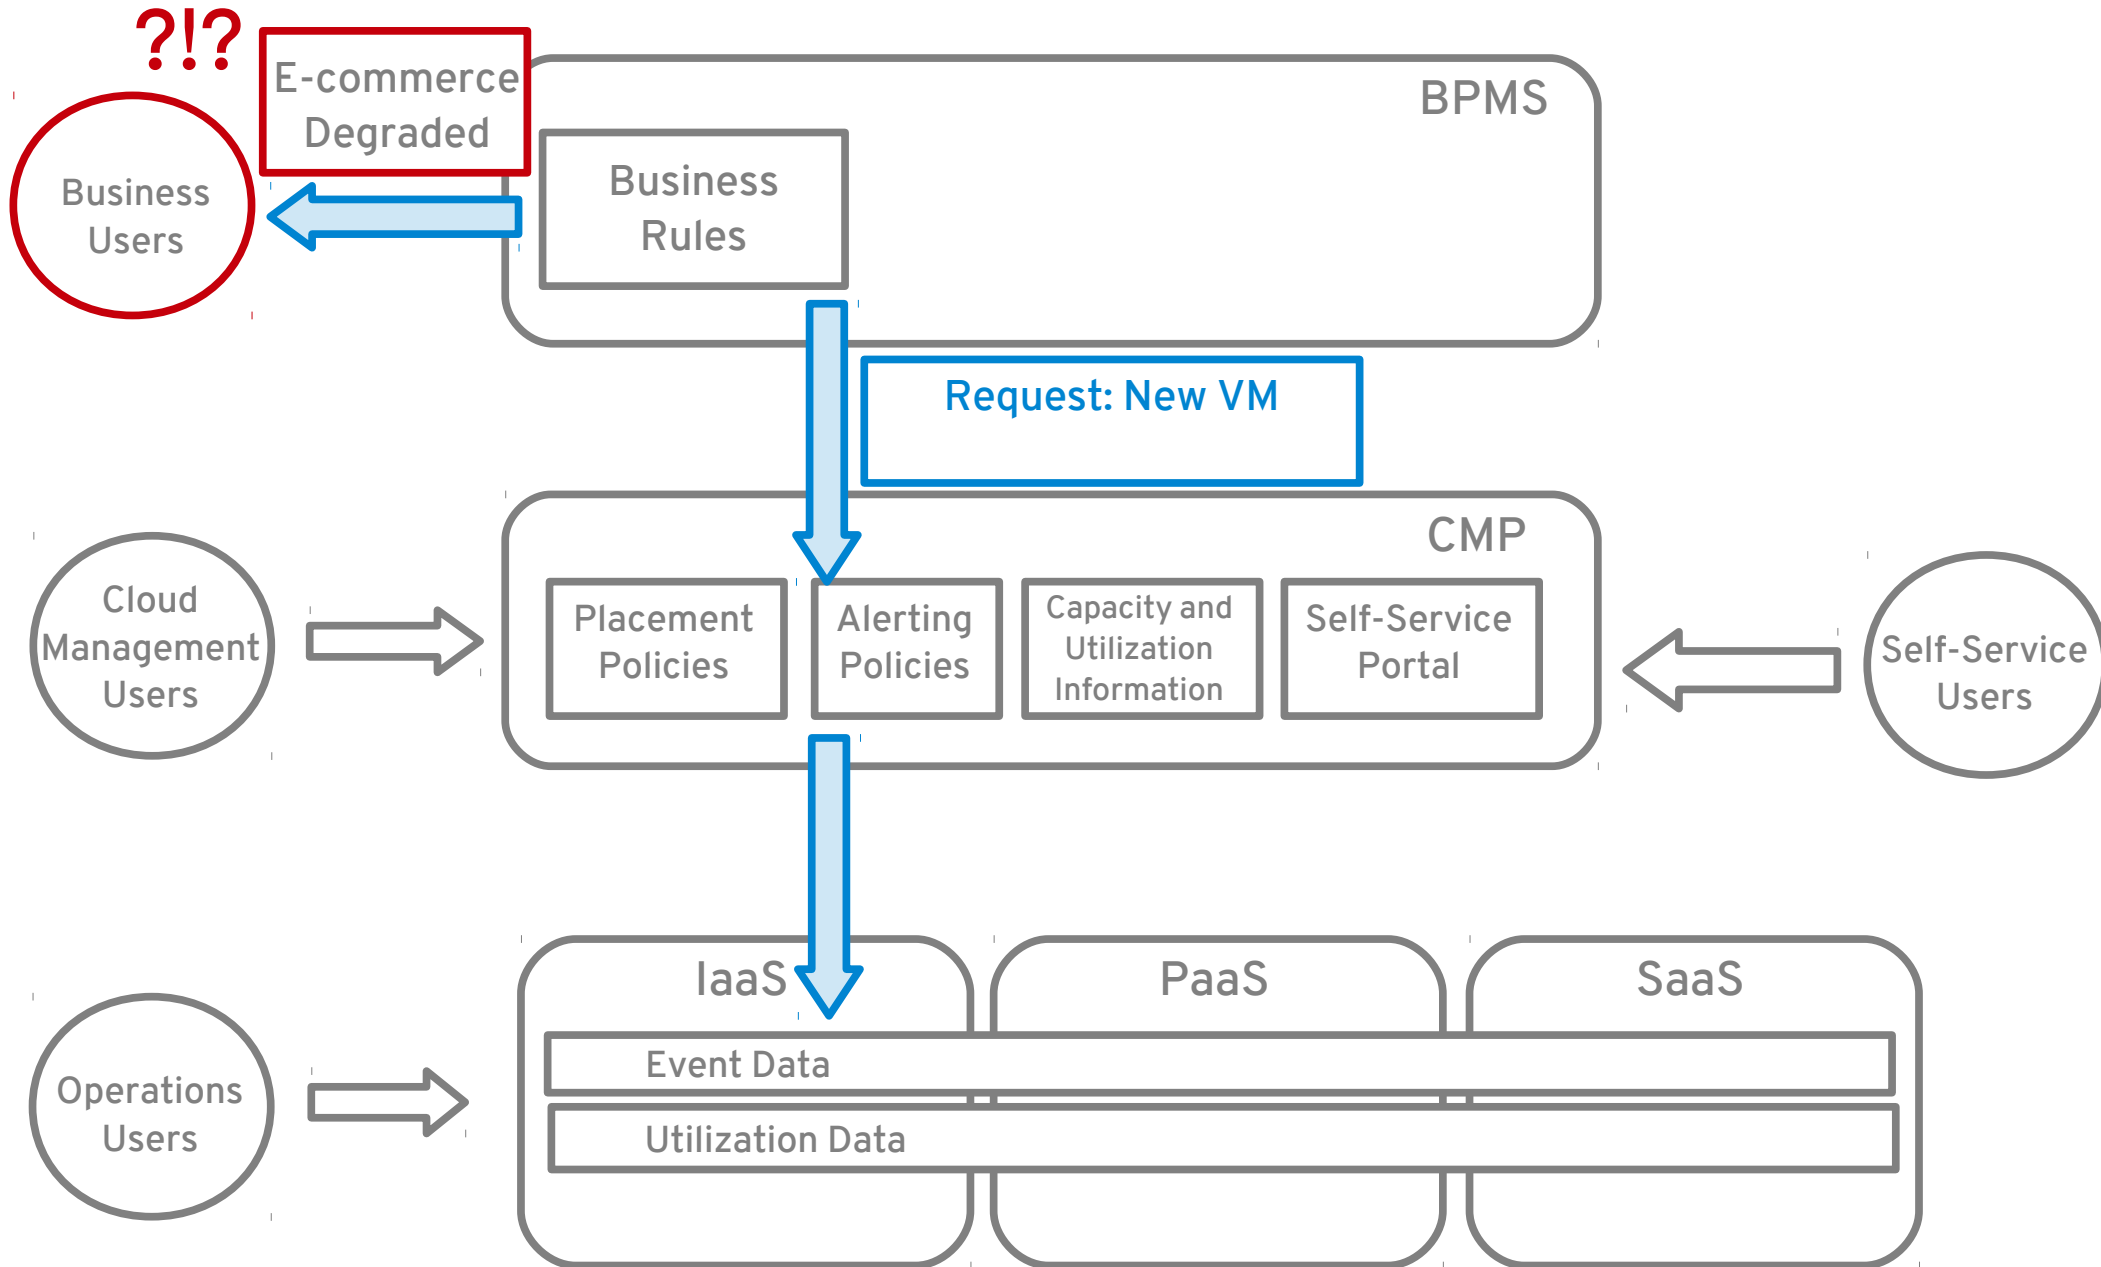 ?!?
E-commerce
Degraded
BPMS
Business
Users
Business
Rules
Request: New VM
CMP
Cloud
Management
Users
Placement
Policies
Alerting
Policies
Capacity and
Utilization
Information
Self-Service
Portal
Self-Service
Users
IaaS
PaaS
SaaS
Event Data
Operations
Users
Utilization Data